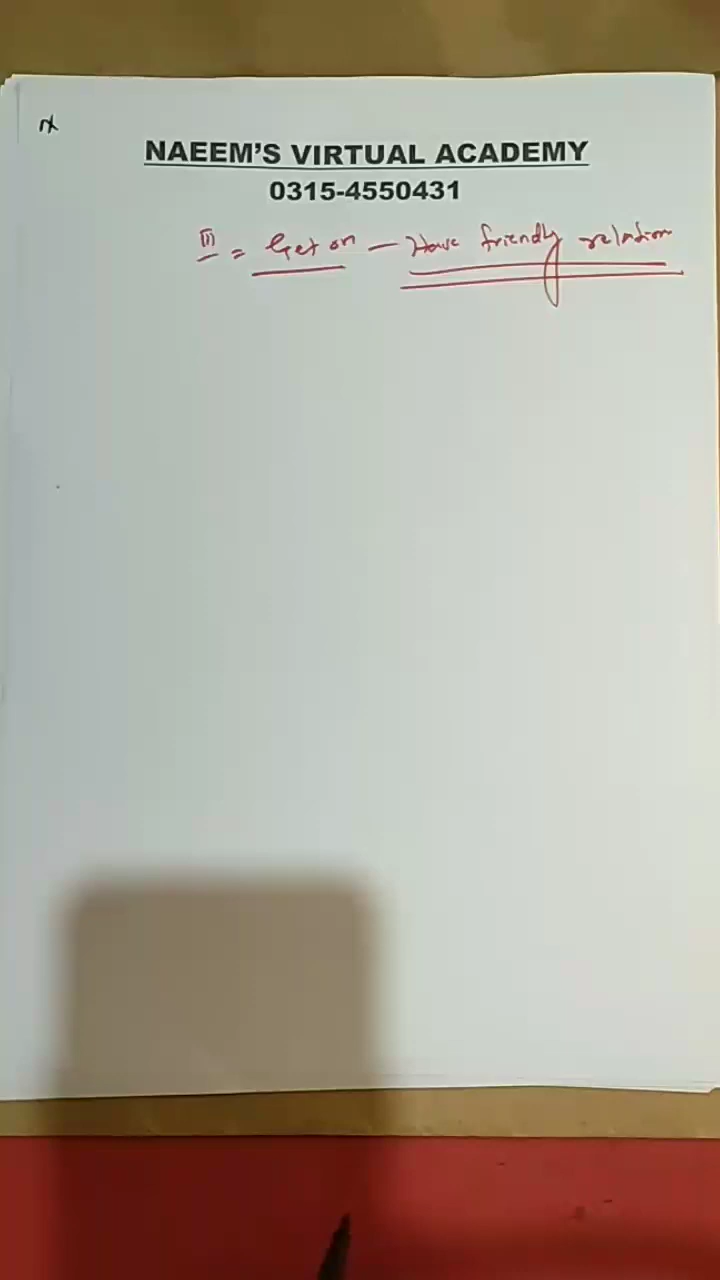 NAEEM'S VIRTUAL ACADEMY
0315-4550431
III = Get on — Have friendly relation